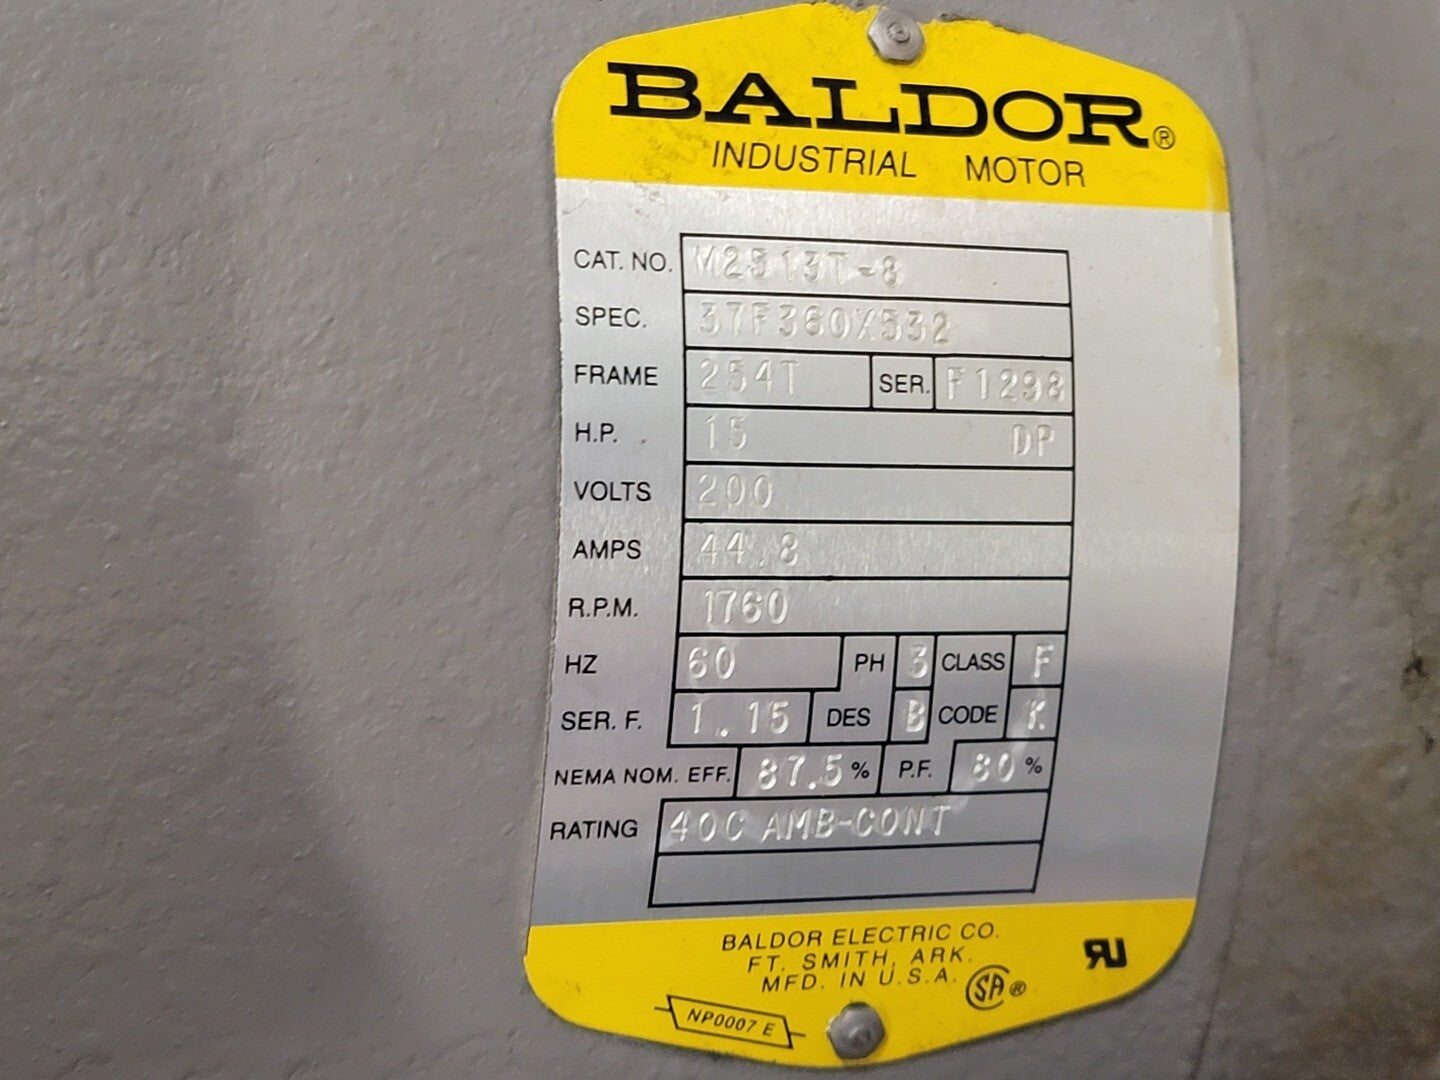 BALDOR®
INDUSTRIAL MOTOR
CAT. NO. M2513T-8
SPEC. 37F360X532
FRAME 254T SER. F1298
H.P. 15 DP
VOLTS 200
AMPS 44.8
R.P.M. 1760
HZ 60 PH 3 CLASS F
SER. F. 1.15 DES B CODE K
NEMA NOM. EFF. 87.5 % P.F. 80 %
RATING 40C AMB-CONT
BALDOR ELECTRIC CO.
FT. SMITH, ARK.
MFD. IN U.S.A. SA®
NP0007 E
RU